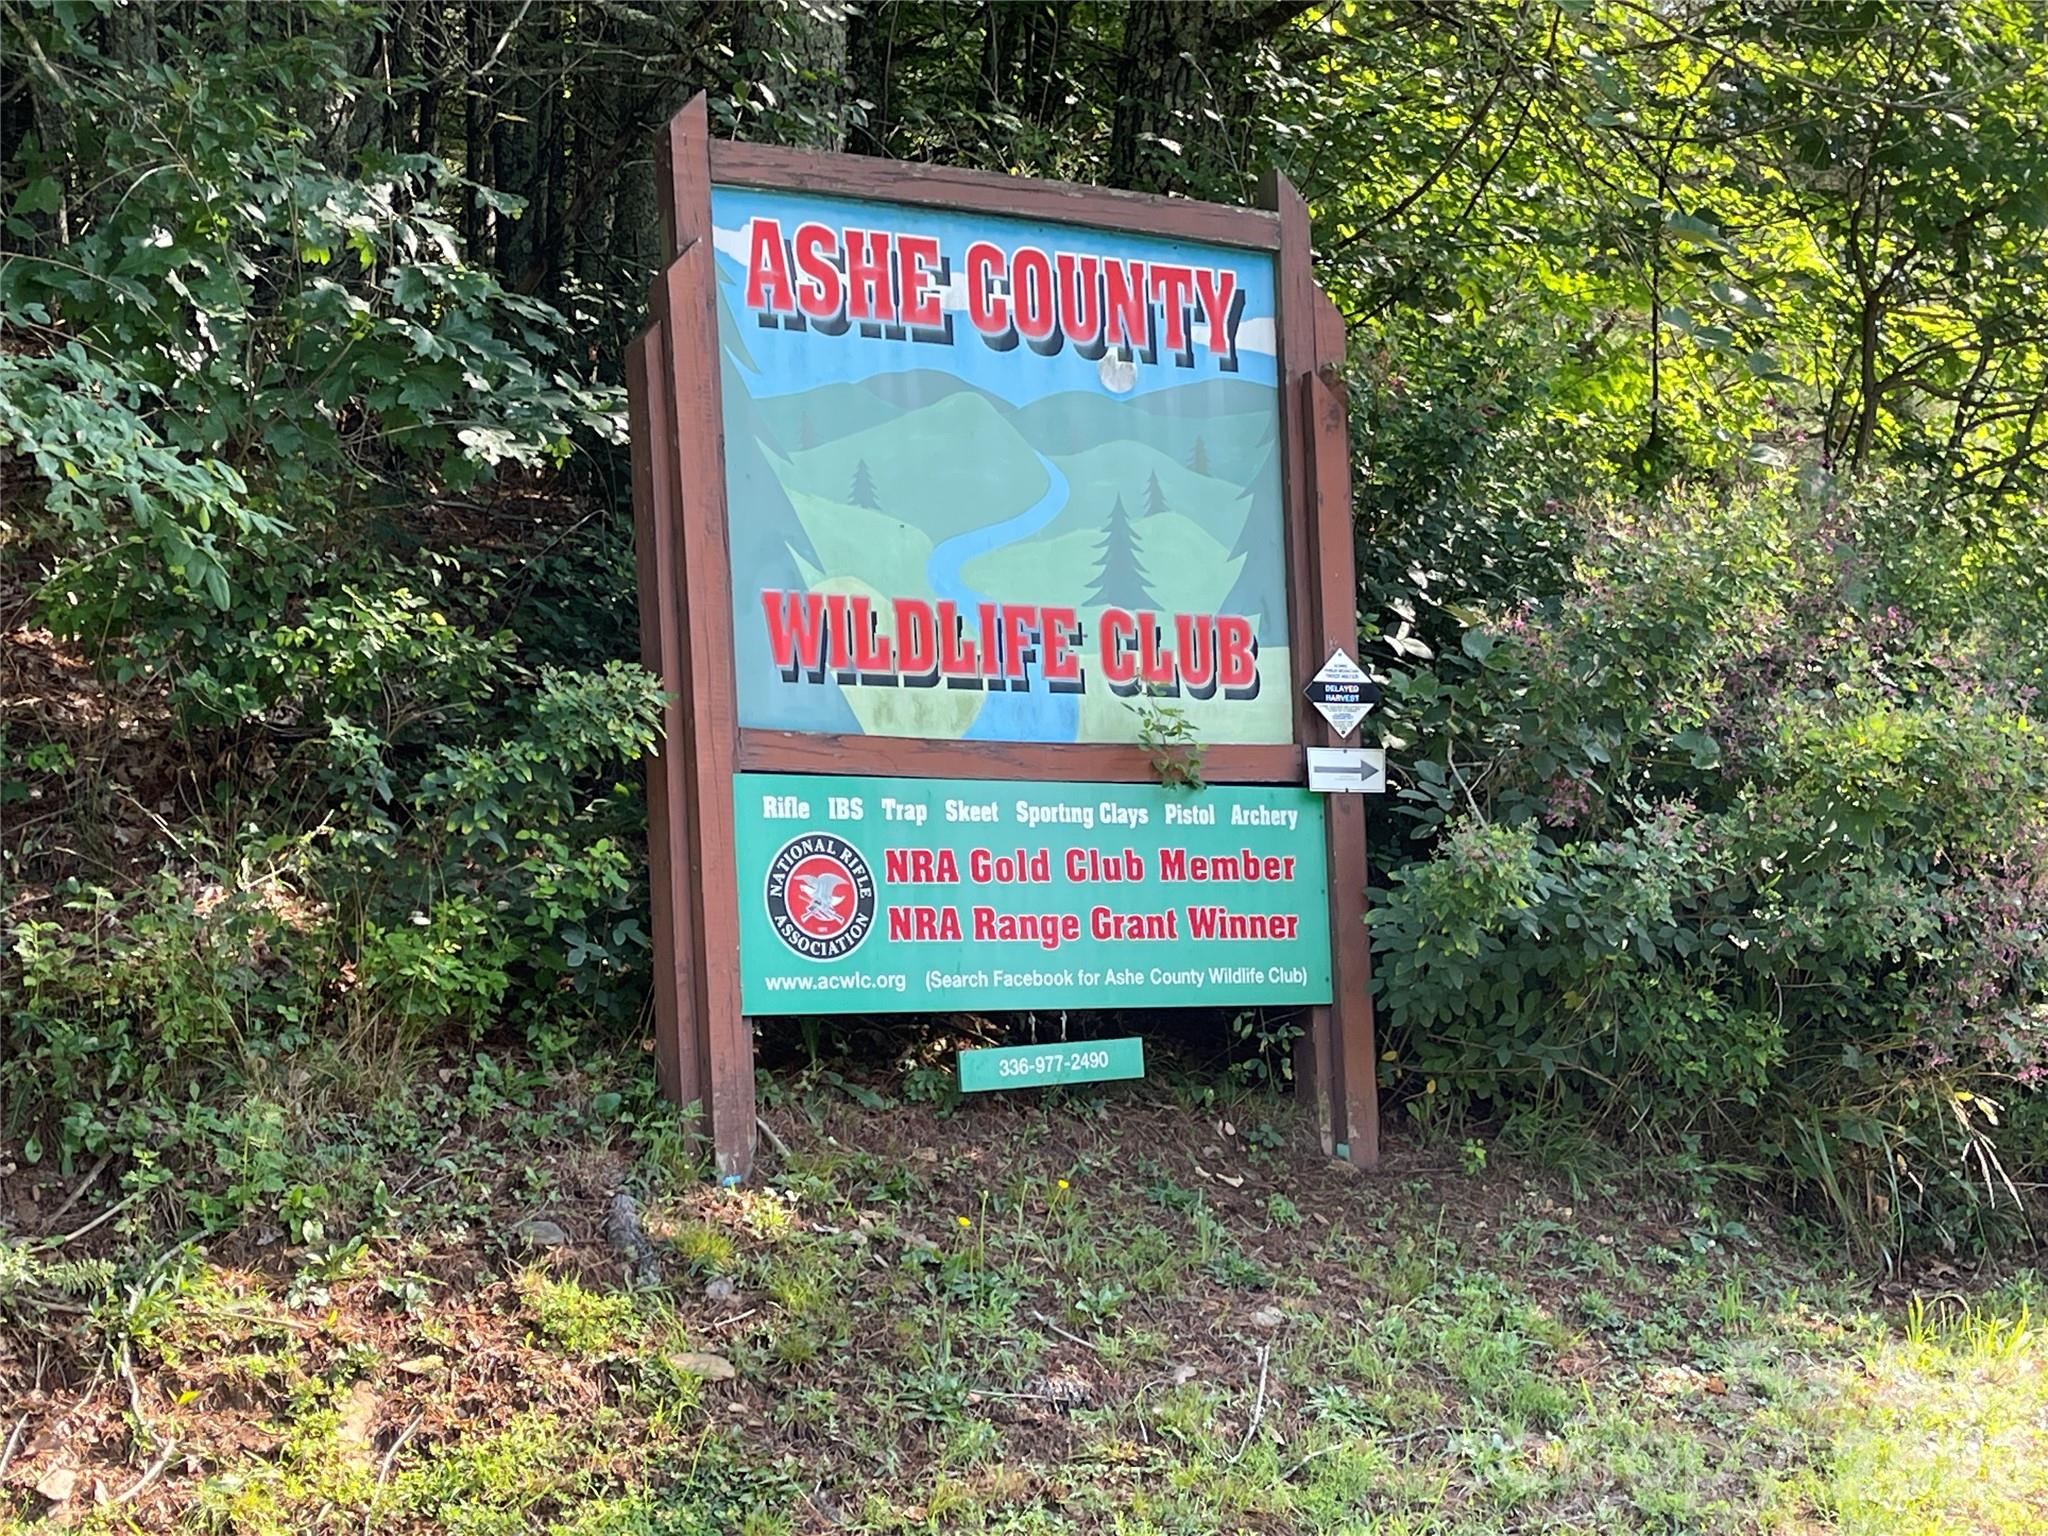 ASHE COUNTY
WILDLIFE CLUB
DELAYED
HARVEST
Rifle IBS Trap Skeet Sporting Clays Pistol Archery
NATIONAL RIFLE
ASSOCIATION
NRA Gold Club Member
NRA Range Grant Winner
www.acwlc.org (Search Facebook for Ashe County Wildlife Club)
336-977-2490